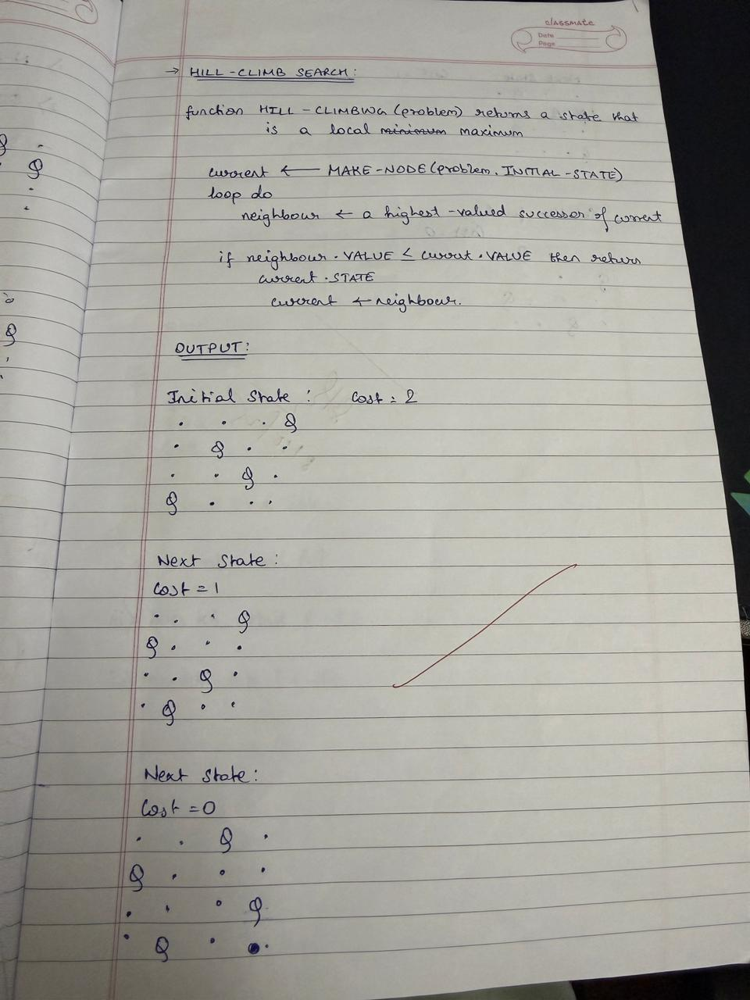 classmate
Date
Page
→ HILL-CLIMB SEARCH:
function HILL-CLIMBING (problem) returns a state that
is a local minimum maximum
current ← MAKE-NODE (problem. INITIAL-STATE)
loop do
neighbour ← a highest-valued successor of current
if neighbour.VALUE ≤ currut.VALUE then return
current.STATE
current ← neighbour.
OUTPUT:
Initial State : Cost = 2
. . . Q
. Q . .
. . Q .
Q . . .
Next State :
Cost = 1
. . . Q
Q . . .
. . Q .
. Q . .
Next State :
Cost = 0
. . Q .
Q . . .
. . . Q
. Q . .